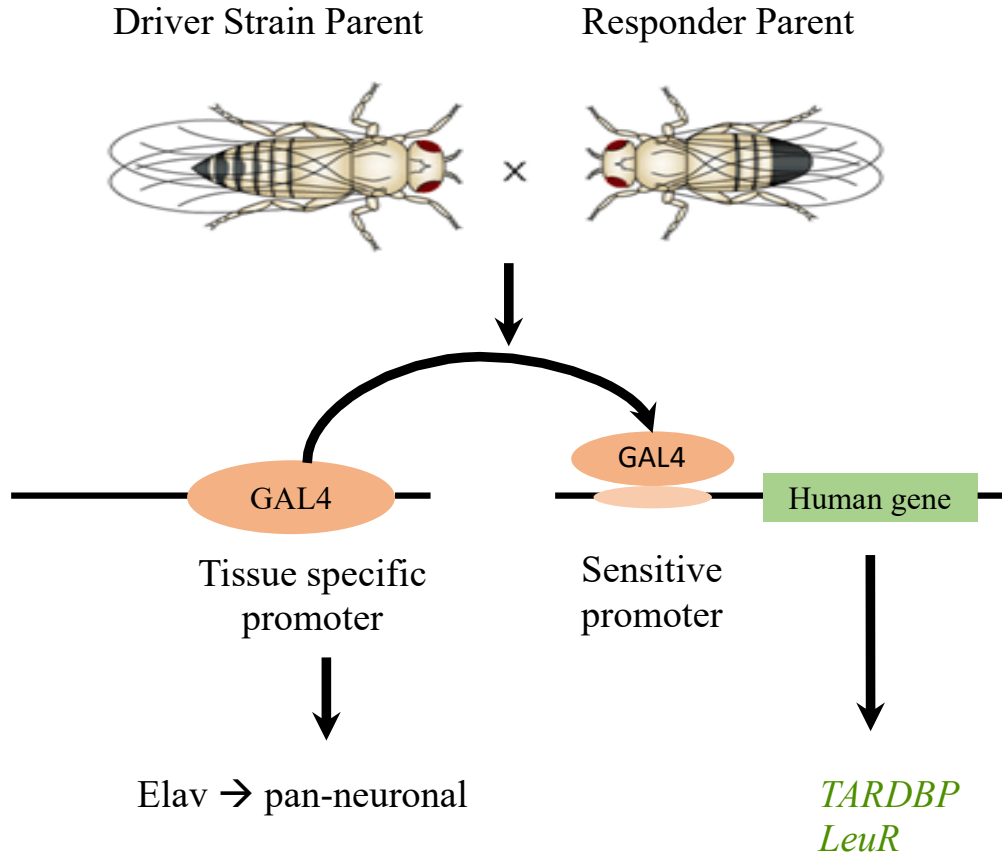 Driver Strain Parent
Responder Parent
×
GAL4
GAL4
Human gene
Tissue specific
promoter
Sensitive
promoter
Elav → pan-neuronal
TARDBP
LeuR